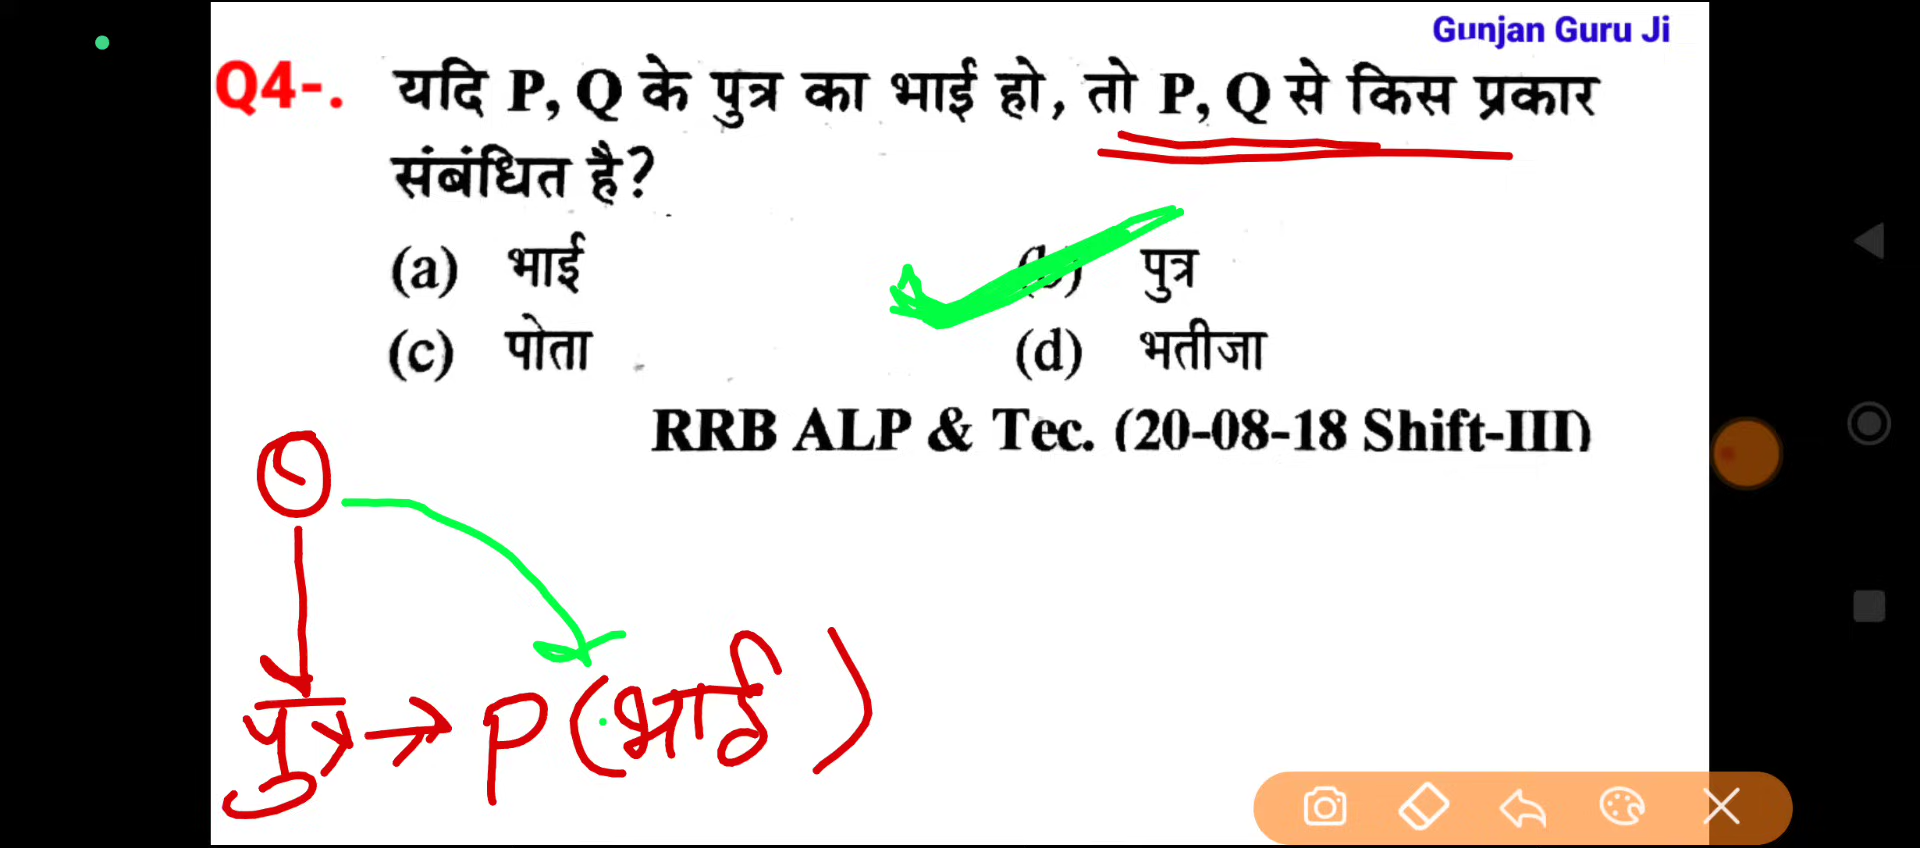 Gunjan Guru Ji
Q4-. यदि P, Q के पुत्र का भाई हो, तो P, Q से किस प्रकार
संबंधित है?
(a) भाई (b) पुत्र
(c) पोता (d) भतीजा
RRB ALP & Tec. (20-08-18 Shift-III)
Q
पुत्र → P (भाई)